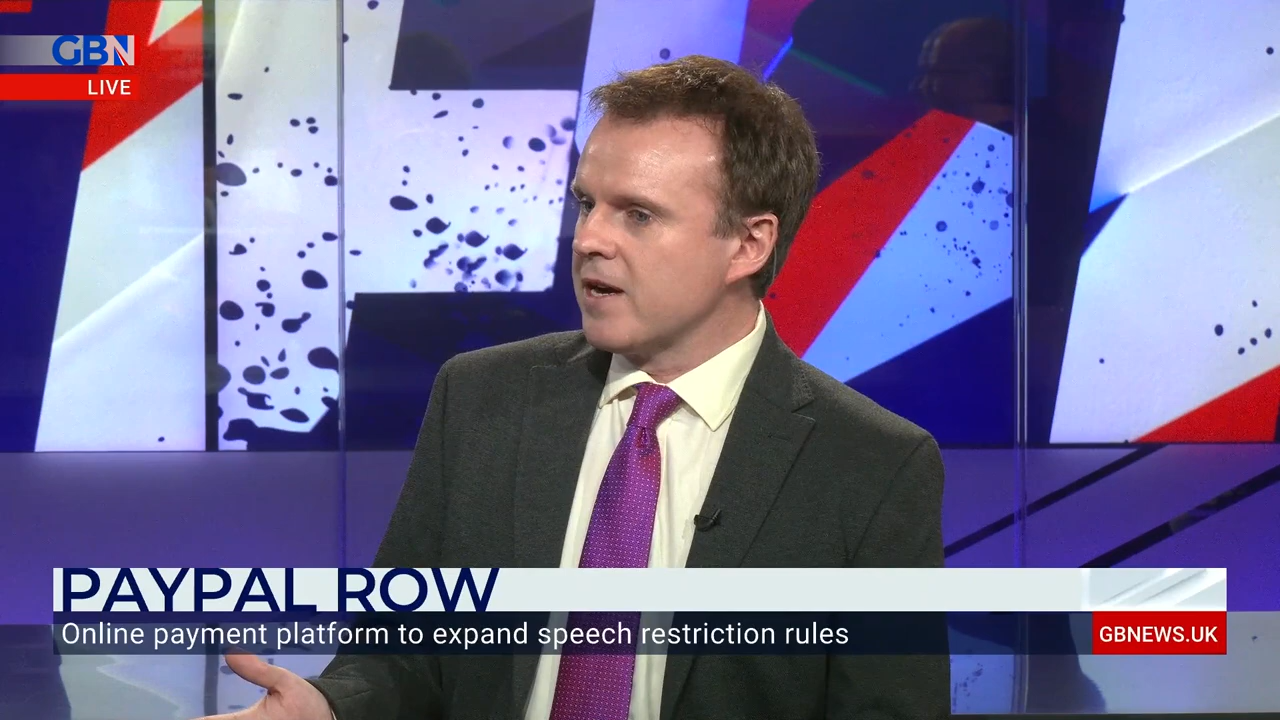 GBN
LIVE
PAYPAL ROW
Online payment platform to expand speech restriction rules
GBNEWS.UK